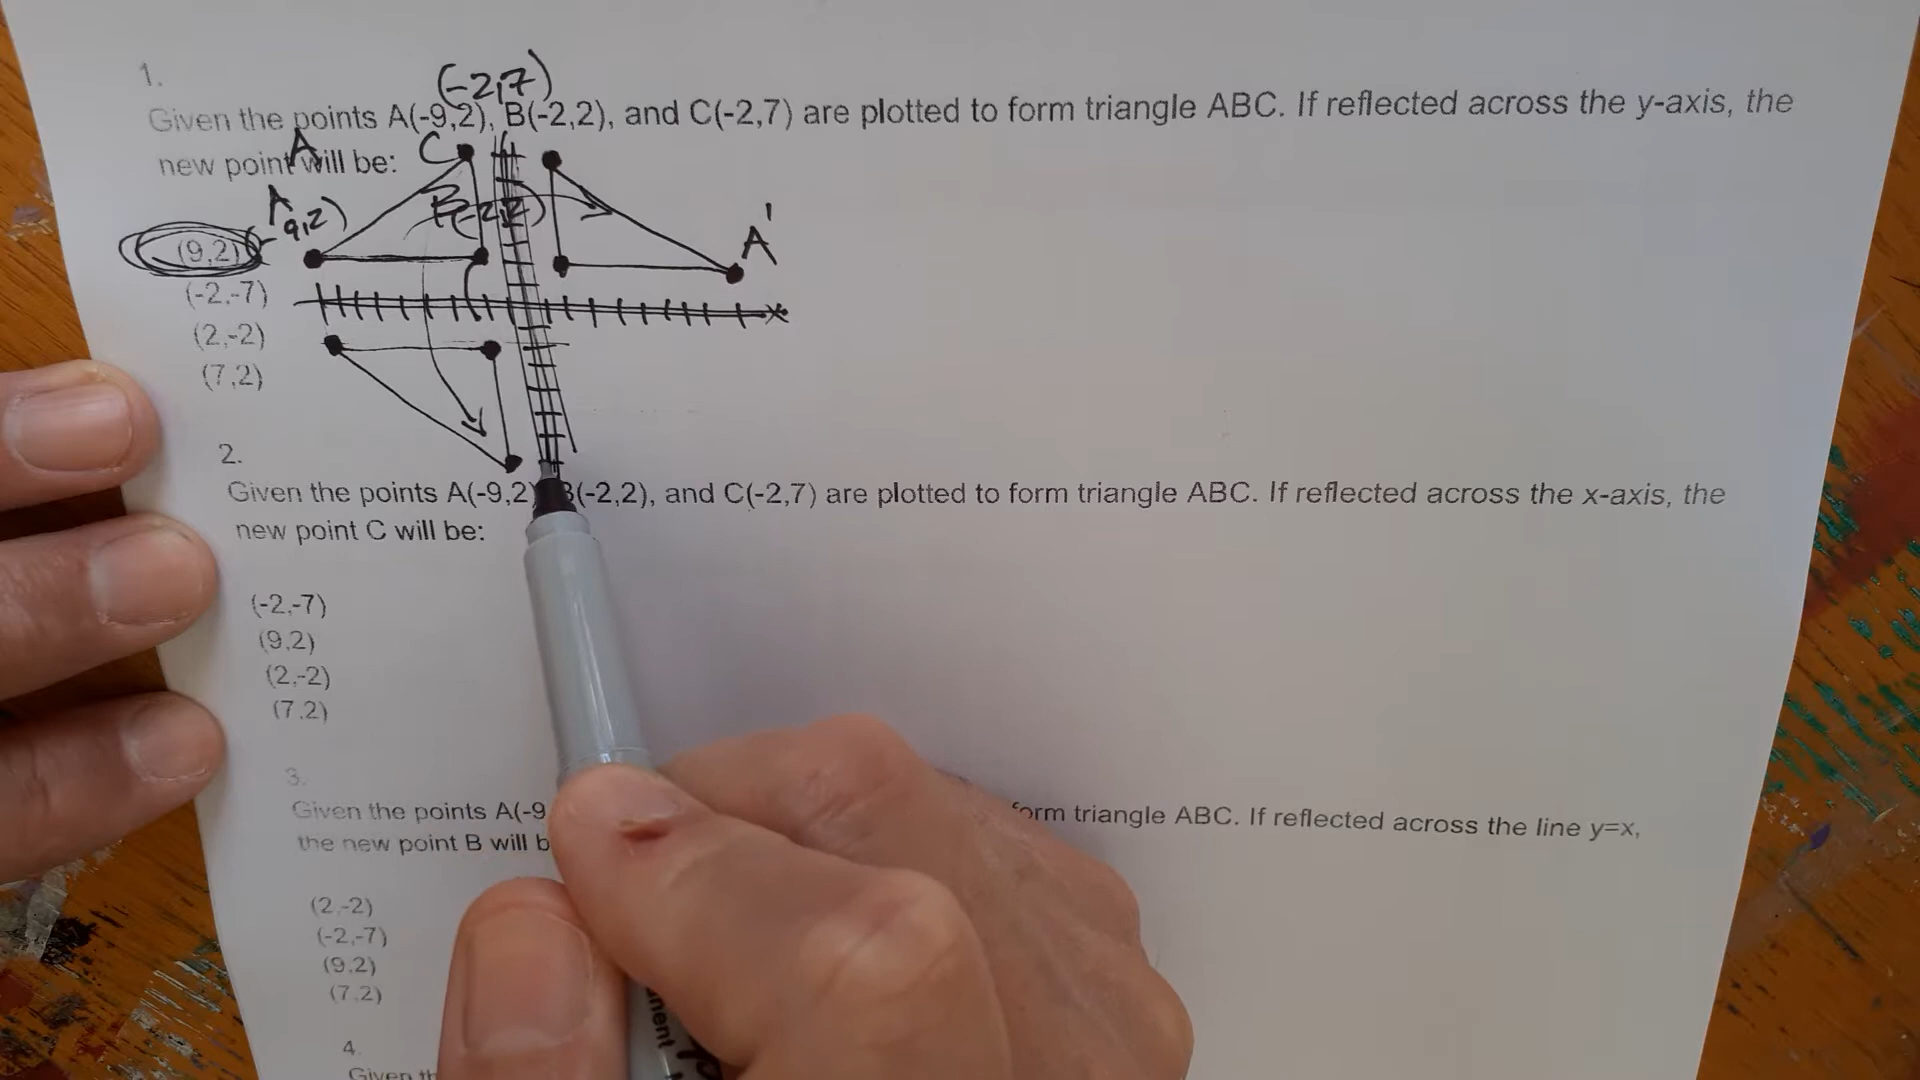 1.
(-2,7)
Given the points A(-9,2), B(-2,2), and C(-2,7) are plotted to form triangle ABC. If reflected across the y-axis, the
new point A will be:
C
A
B
(-2,2)
A'
(-9,2)
(9,2)
(-2,-7)
x
(2,-2)
(7,2)
2.
Given the points A(-9,2) B(-2,2), and C(-2,7) are plotted to form triangle ABC. If reflected across the x-axis, the
new point C will be:
(-2,-7)
(9,2)
(2,-2)
(7,2)
3.
Given the points A(-9 form triangle ABC. If reflected across the line y=x,
the new point B will b
(2,-2)
(-2,-7)
(9,2)
(7,2)
4.
Given th